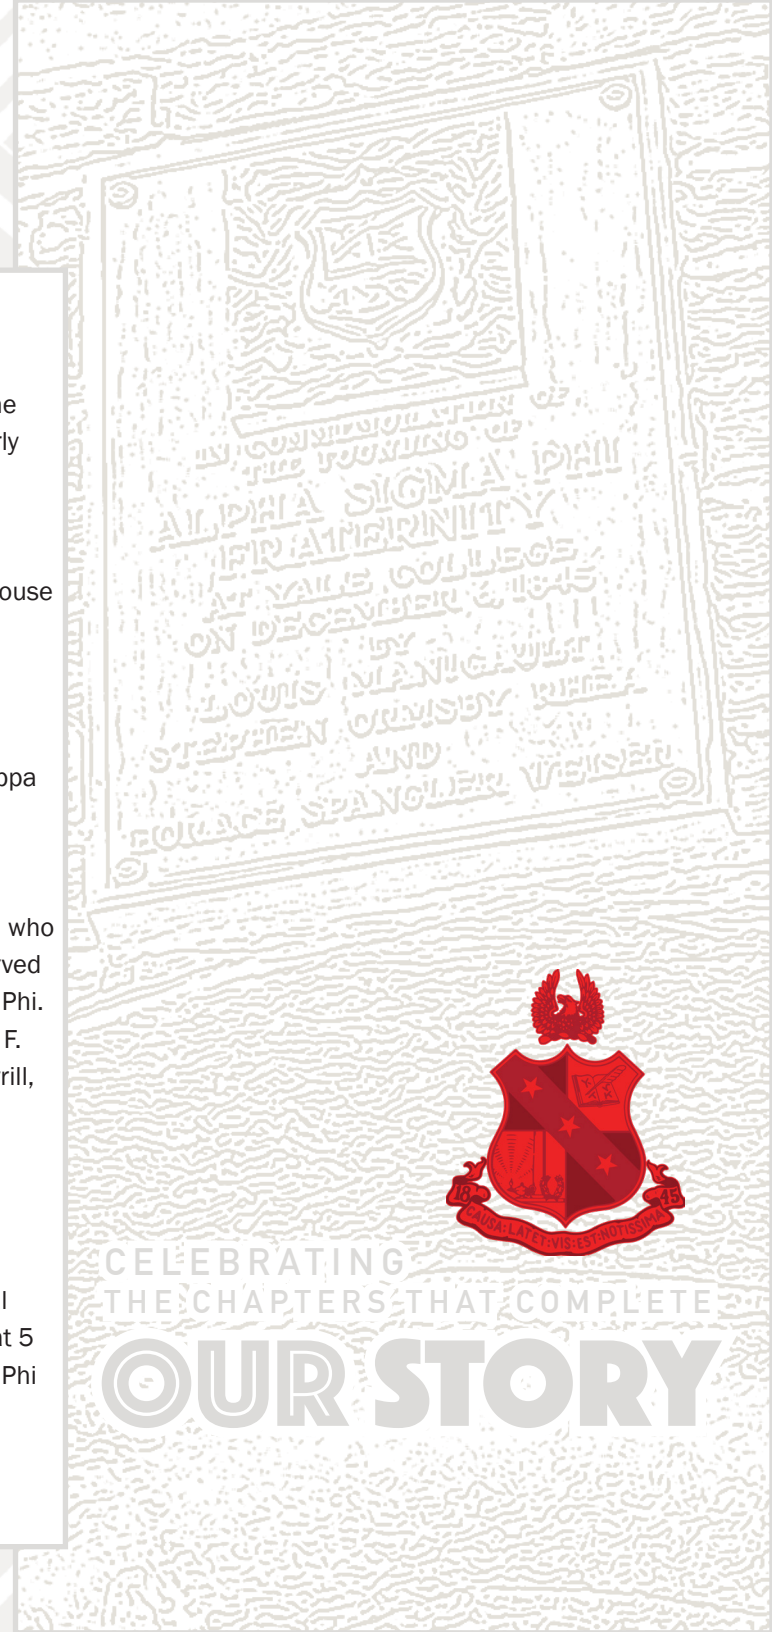 IN COMMEMORATION OF
THE FOUNDING OF
ALPHA SIGMA PHI
FRATERNITY
AT YALE COLLEGE
ON DECEMBER 6, 1845
BY
LOUIS MANIGAULT
STEPHEN ORMSBY RHEA
AND
HORACE SPANGLER WEISER
ne
rly
ouse
ppa
who
rved
Phi.
F.
rill,
l
at 5
Phi
18 45
CAUSA:LATET:VIS:EST:NOTISSIMA
CELEBRATING
THE CHAPTERS THAT COMPLETE
OUR STORY